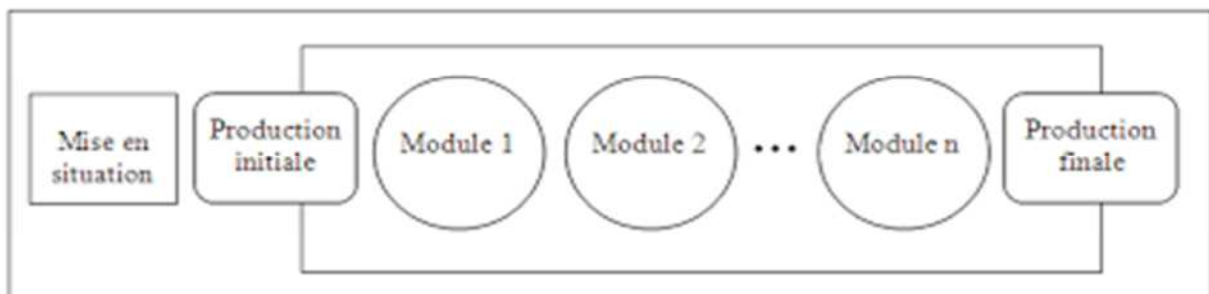 Mise en
situation
Production
initiale
Module 1
Module 2
...
Module n
Production
finale